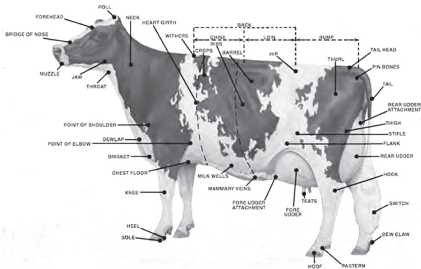 POLL
FOREHEAD
NECK
HEART GIRTH
BRIDGE OF NOSE
MUZZLE
JAW
THROAT
WITHERS
BACK
CHINE
LOIN
RUMP
CROPS
RIBS
BARREL
HIP
THURL
TAIL HEAD
PIN BONES
TAIL
REAR UDDER
ATTACHMENT
THIGH
STIFLE
FLANK
REAR UDDER
POINT OF SHOULDER
DEWLAP
POINT OF ELBOW
BRISKET
CHEST FLOOR
MILK WELLS
MAMMARY VEINS
FORE UDDER
ATTACHMENT
FORE
UDDER
TEATS
HOCK
KNEE
SWITCH
HEEL
SOLE
DEW CLAW
HOOF
PASTERN